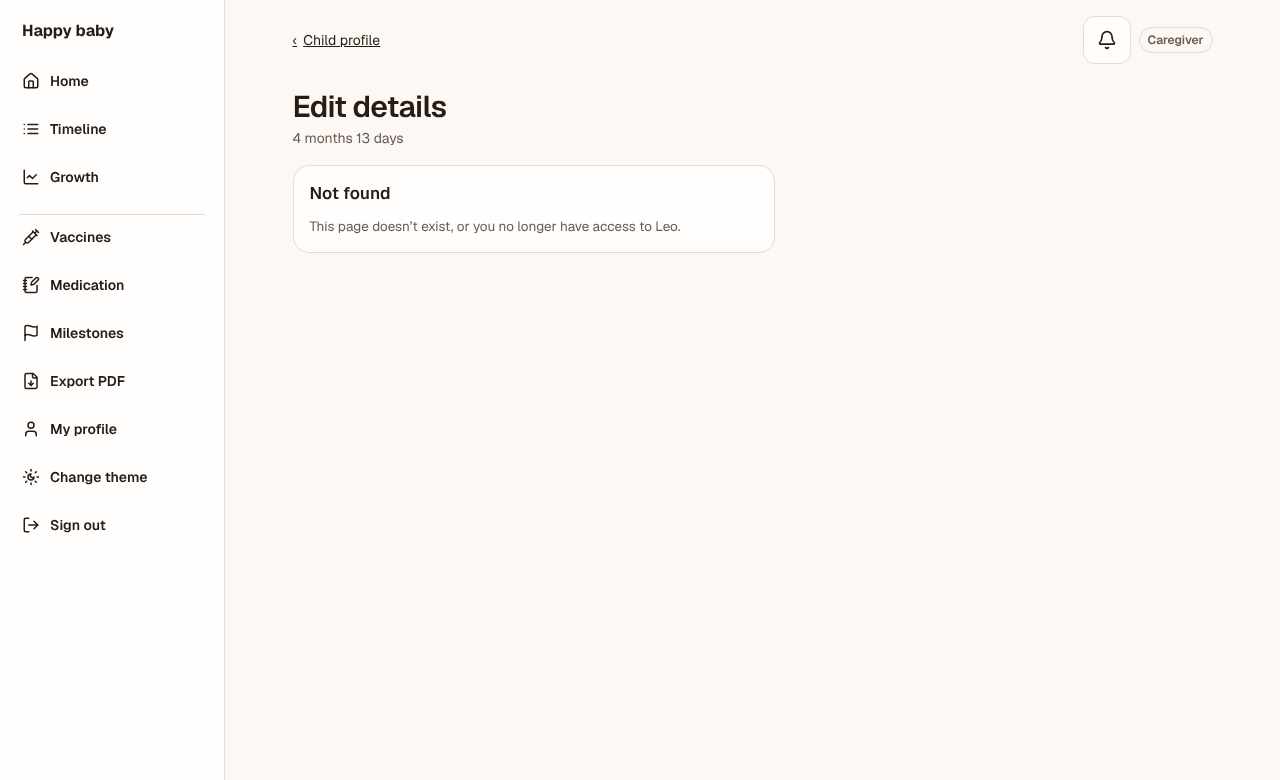 Happy baby
Home
Timeline
Growth
Vaccines
Medication
Milestones
Export PDF
My profile
Change theme
Sign out
‹ Child profile
Caregiver
Edit details
4 months 13 days
Not found
This page doesn’t exist, or you no longer have access to Leo.